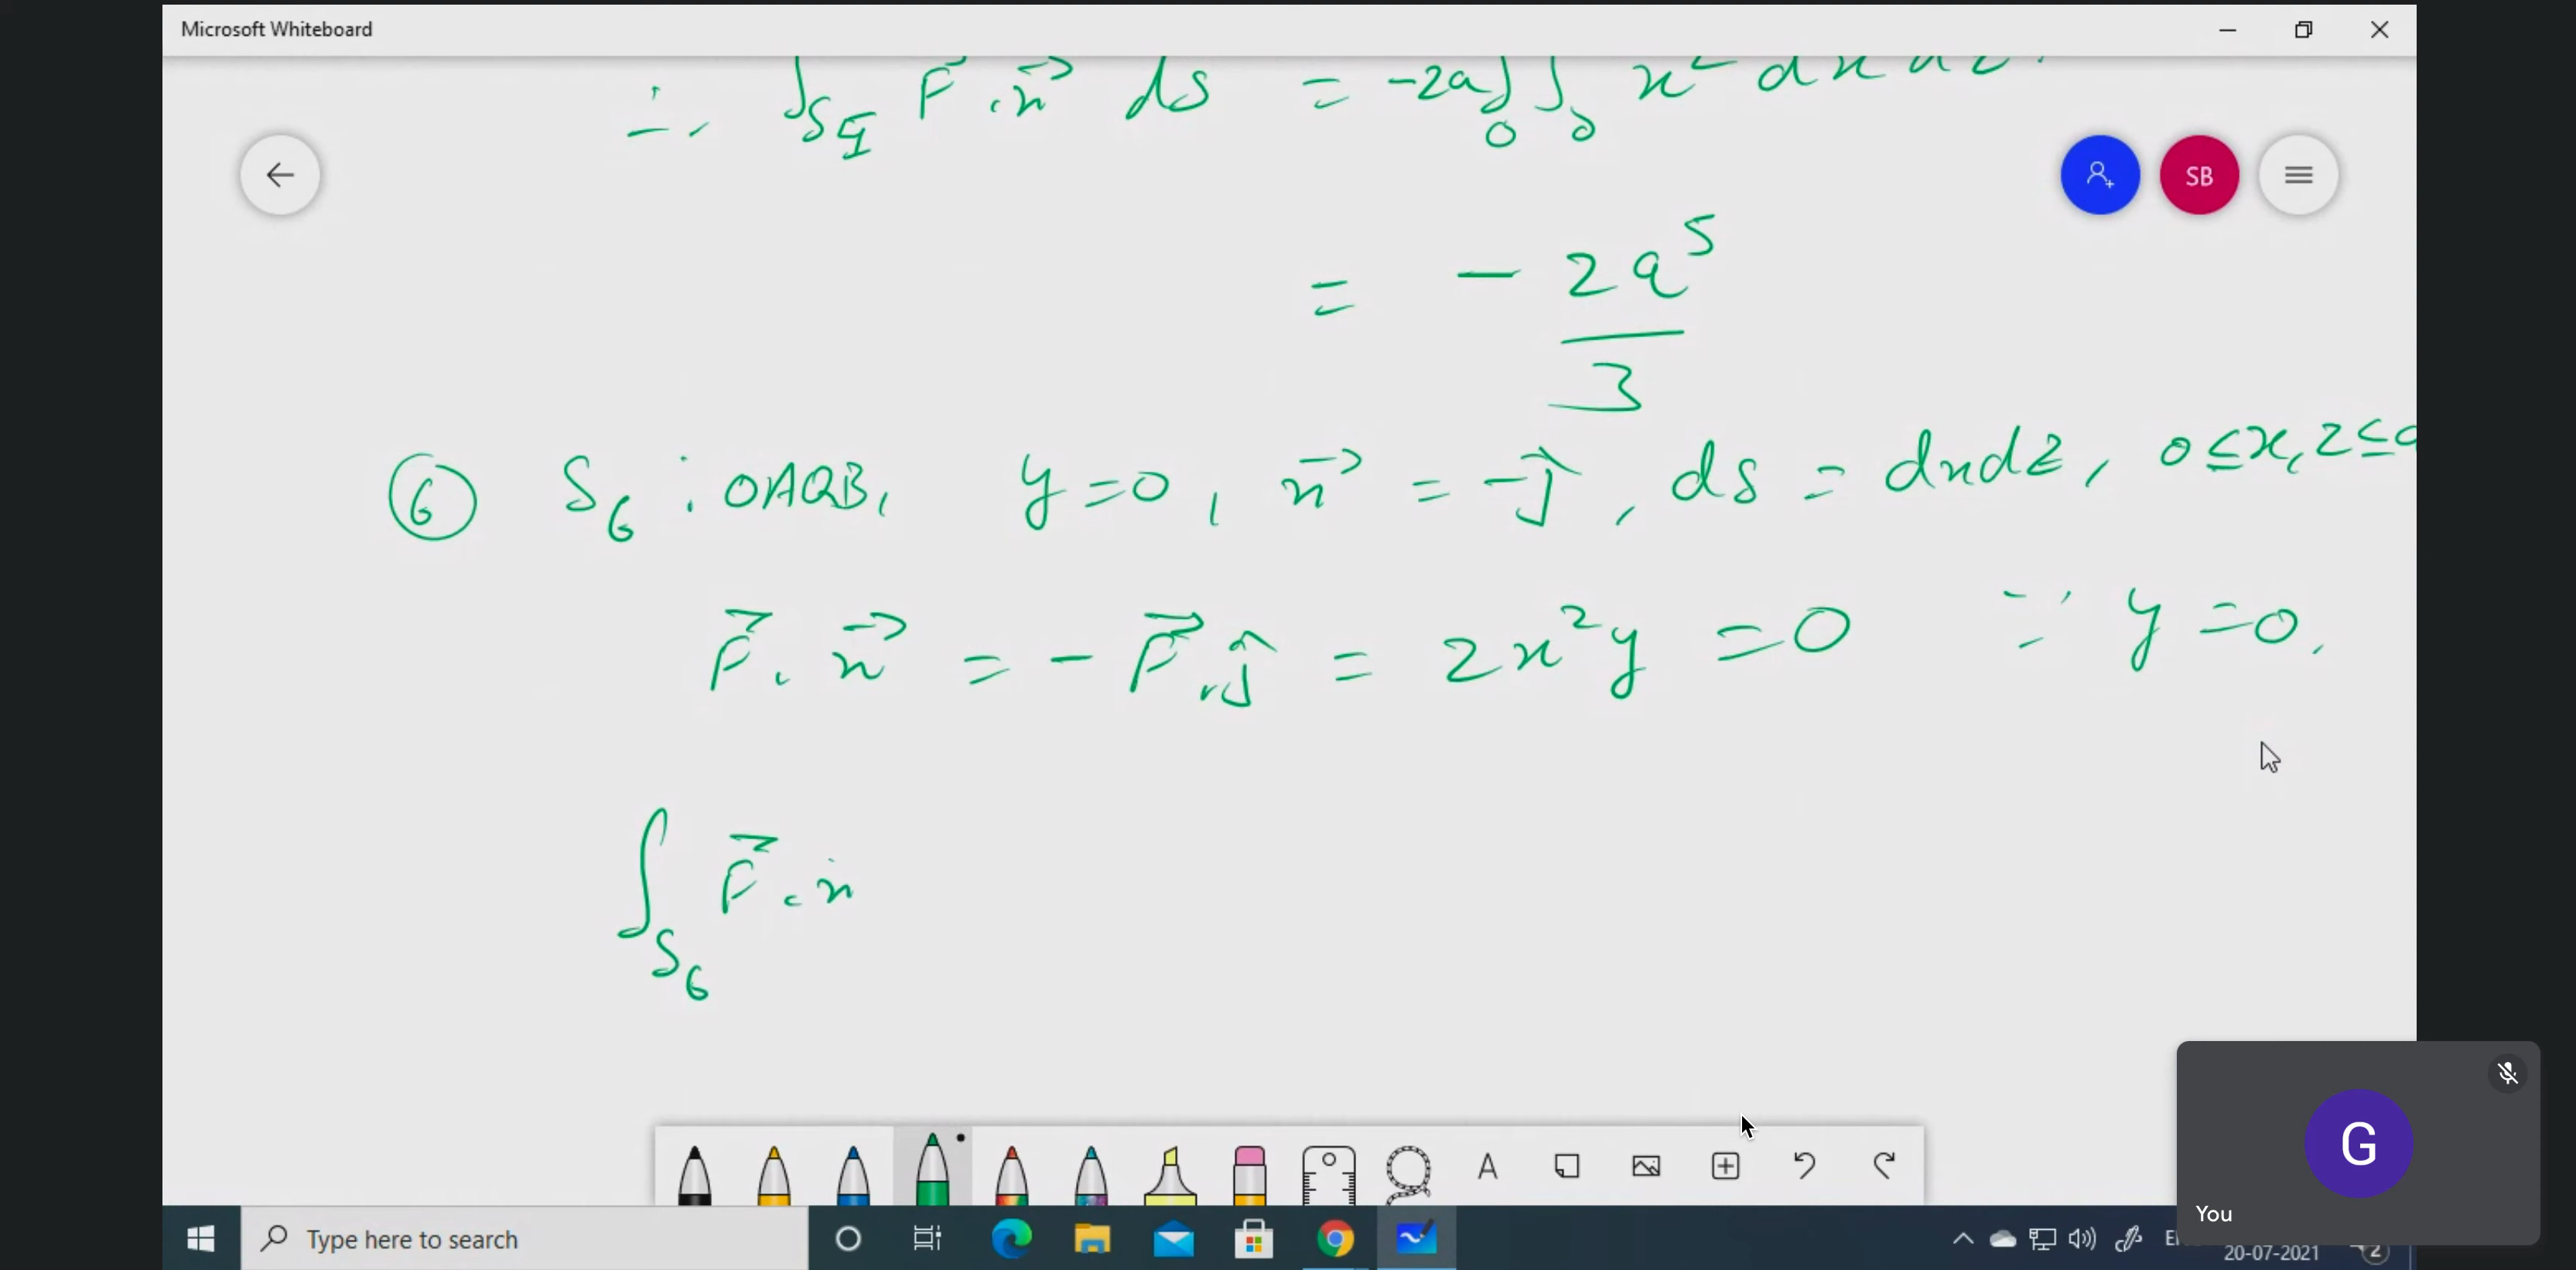 Microsoft Whiteboard
∴ ∫S5 F⃗.n⃗ ds = -2a ∫0 ∫0 x² dx dz.
SB
= - 2a⁵/3
⑥ S6 : OAQB, y=0, n⃗ = -ĵ, ds = dxdz, 0≤x,z≤a
F⃗.n⃗ = -F⃗.ĵ = 2x²y = 0 ∵ y=0.
∫S6 F⃗.n
G
You
A
Type here to search
20-07-2021
2